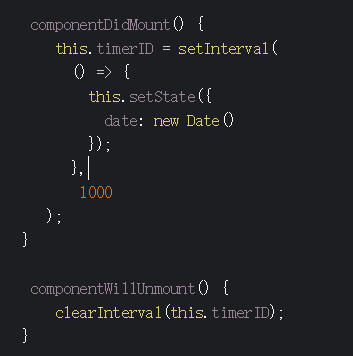 componentDidMount() {
this.timerID = setInterval(
() => {
this.setState({
date: new Date()
});
},
1000
);
}
componentWillUnmount() {
clearInterval(this.timerID);
}